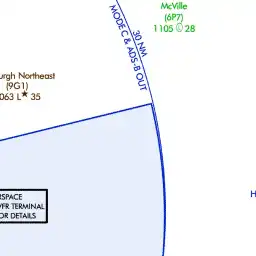 McVille
(6P7)
1105 Ⓒ 28
30 NM
MODE C & ADS-B OUT
urgh Northeast
(9G1)
063 L★ 35
RSPACE
VFR TERMINAL
OR DETAILS
H